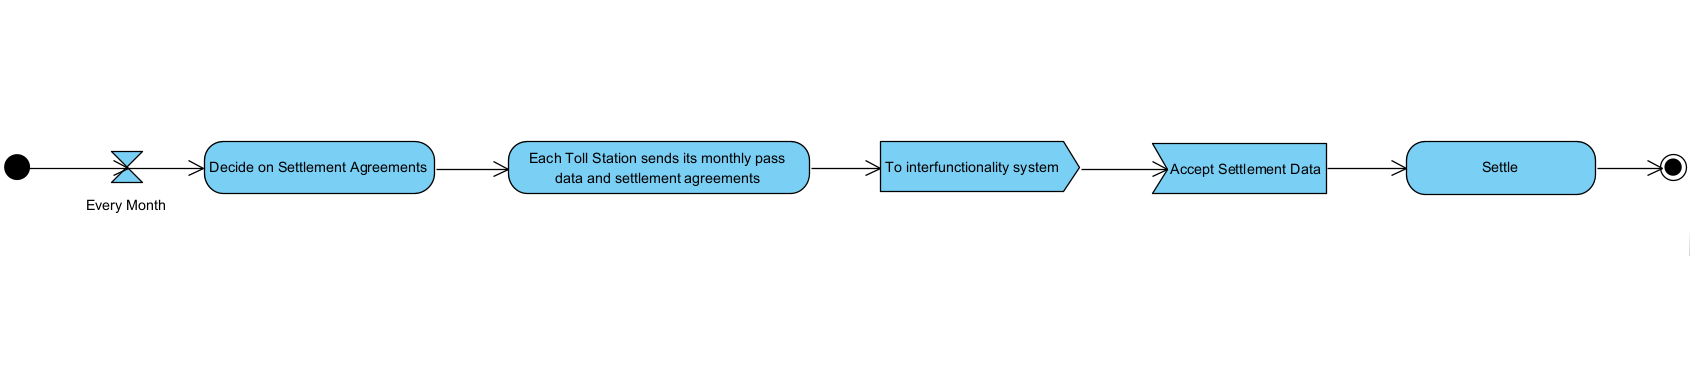 Every Month
Decide on Settlement Agreements
Each Toll Station sends its monthly pass
data and settlement agreements
To interfunctionality system
Accept Settlement Data
Settle